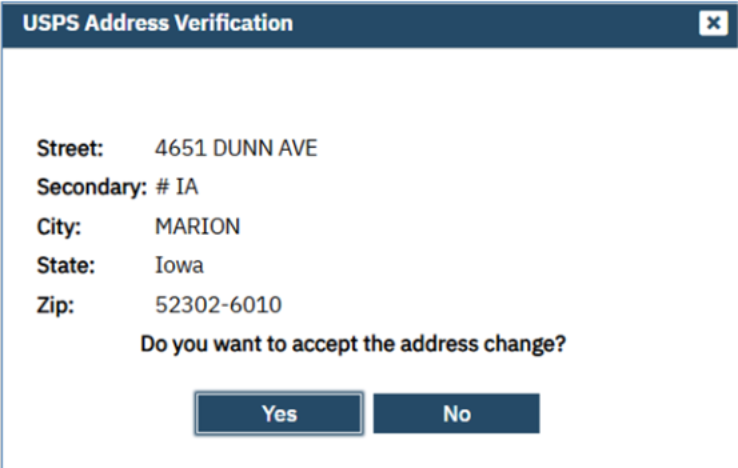 USPS Address Verification
Street: 4651 DUNN AVE
Secondary: # IA
City: MARION
State: Iowa
Zip: 52302-6010
Do you want to accept the address change?
Yes No